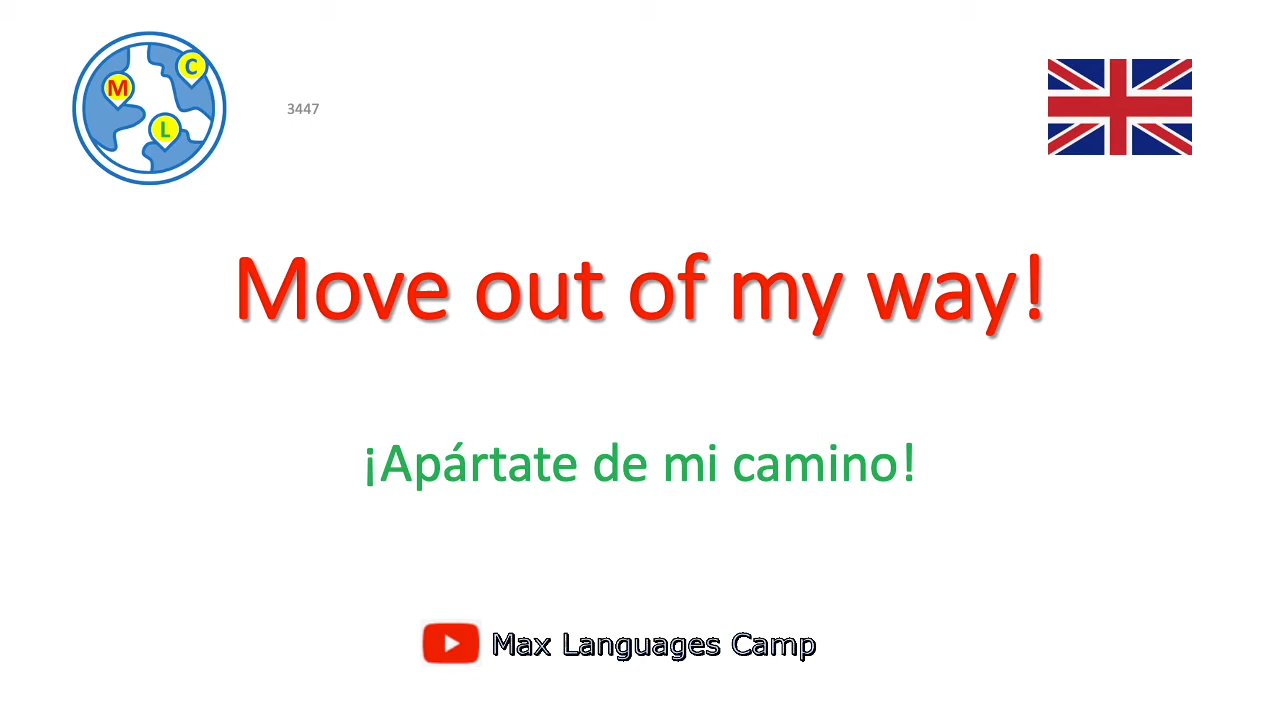 M
C
L
3447
Move out of my way!
¡Apártate de mi camino!
Max Languages Camp